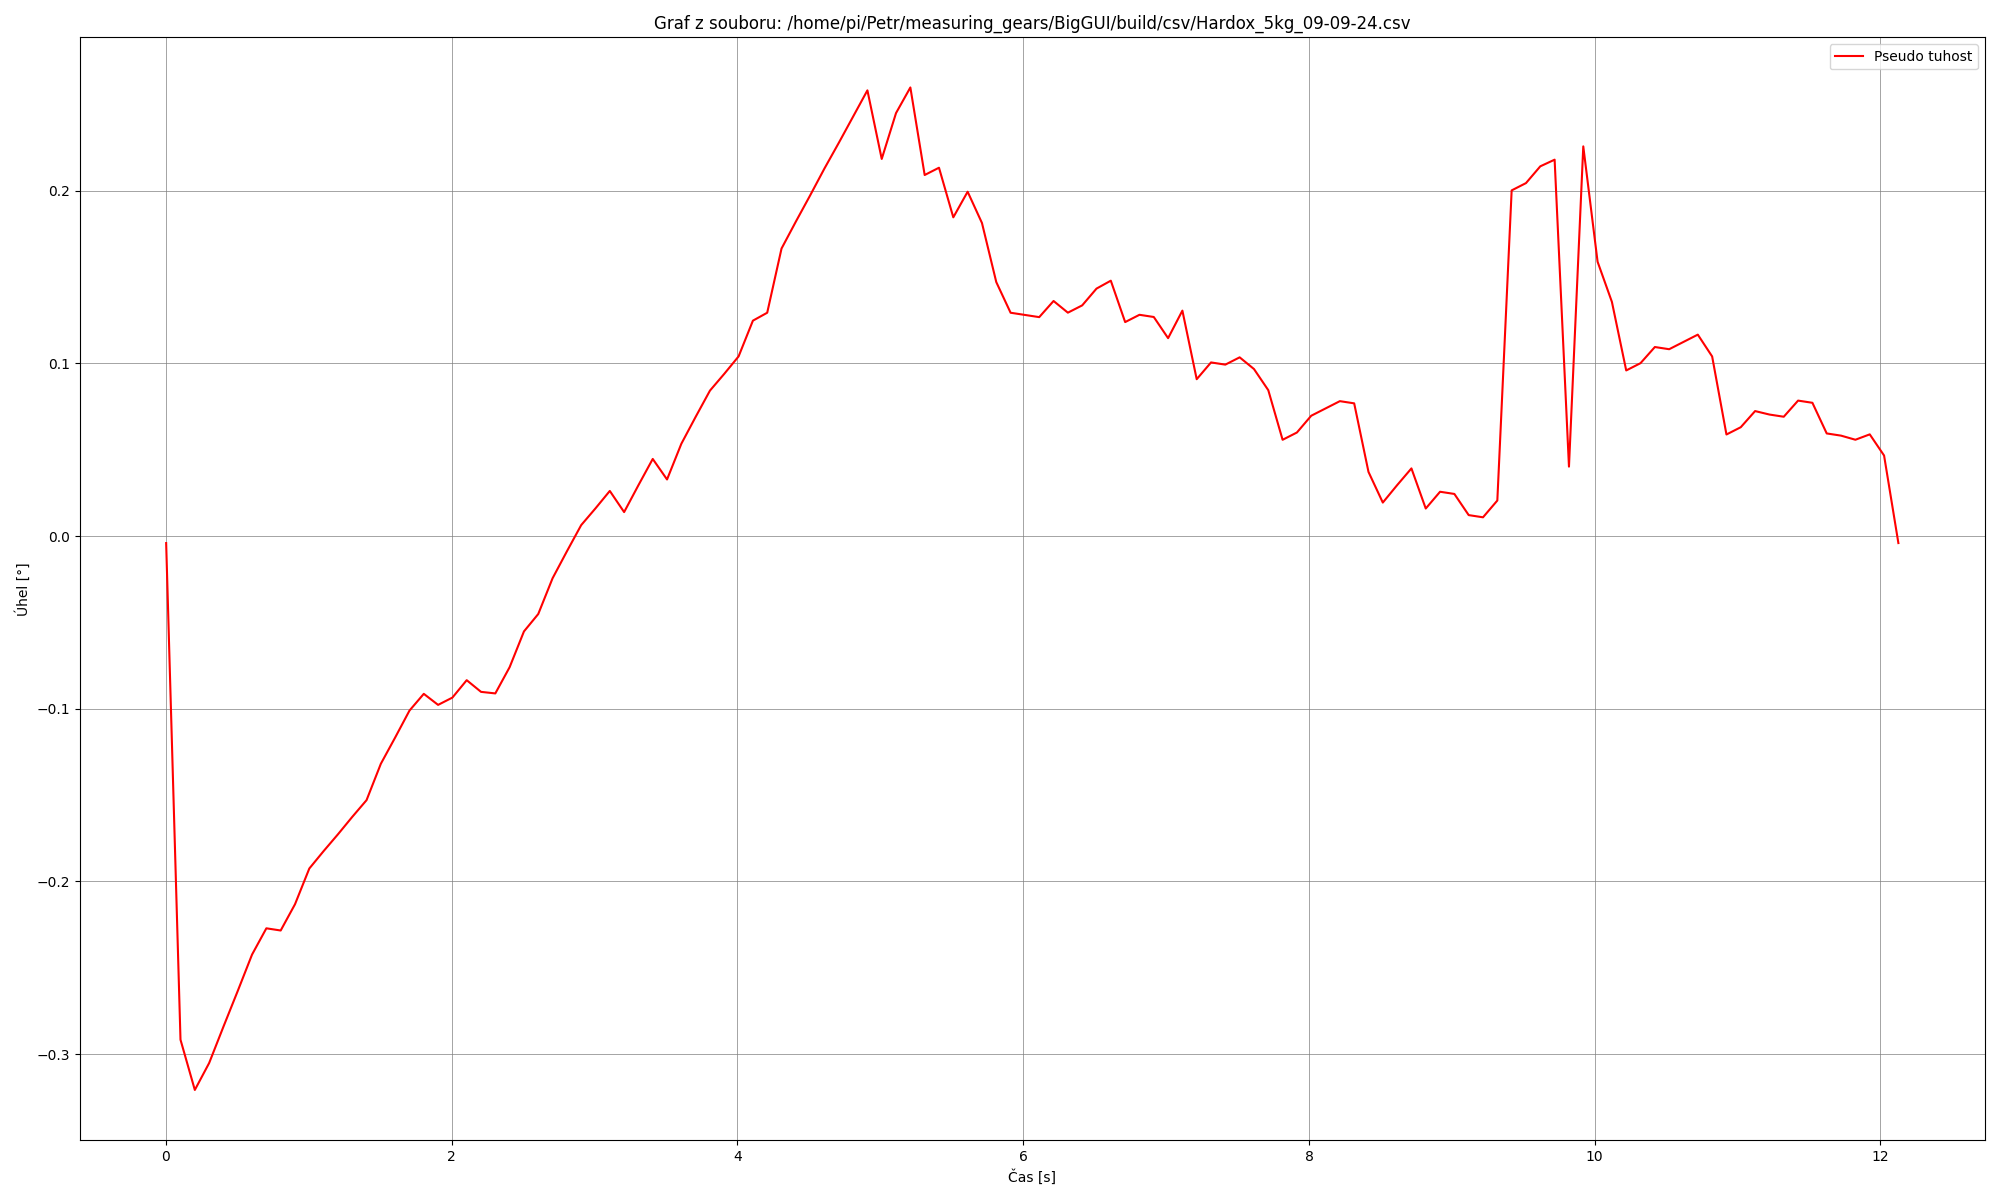 Graf z souboru: /home/pi/Petr/measuring_gears/BigGUI/build/csv/Hardox_5kg_09-09-24.csv
Pseudo tuhost
0.2
0.1
0.0
−0.1
−0.2
−0.3
Úhel [°]
0 2 4 6 8 10 12
Čas [s]